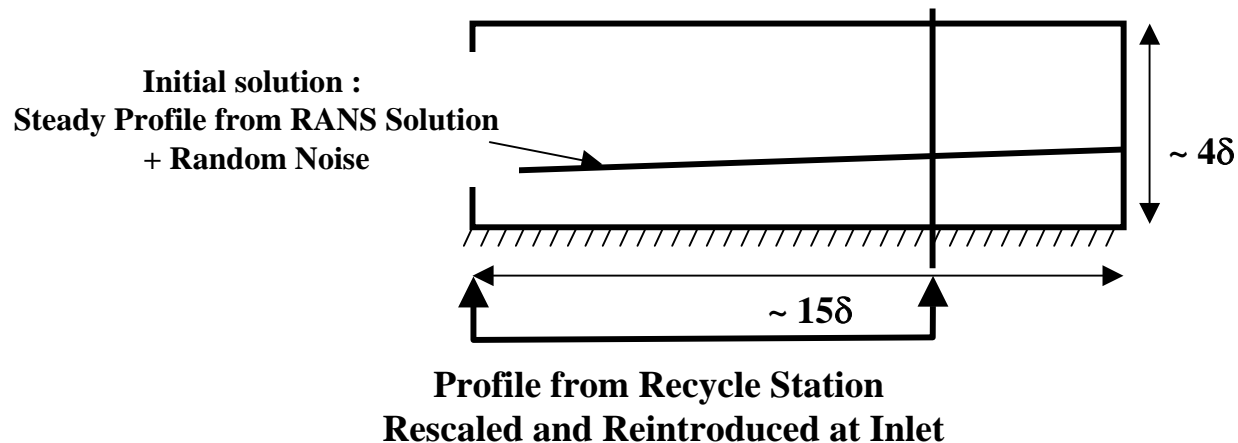 Initial solution :
Steady Profile from RANS Solution
+ Random Noise
~ 4δ
~ 15δ
Profile from Recycle Station
Rescaled and Reintroduced at Inlet